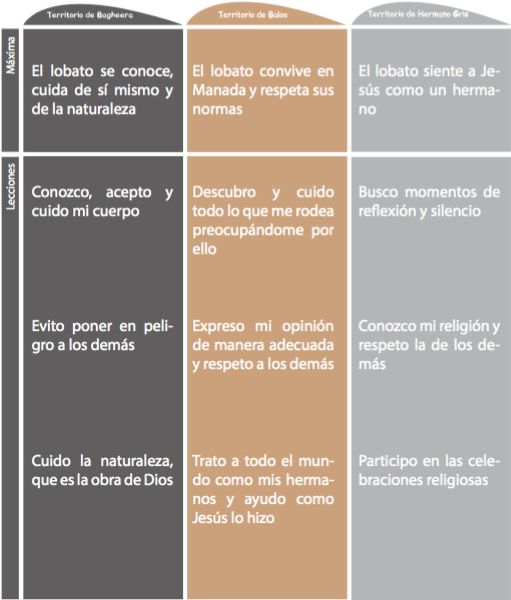 Territorio de Bagheera
Territorio de Baloo
Territorio de Hermano Gris
Máxima
El lobato se conoce,
cuida de sí mismo y
de la naturaleza
El lobato convive en
Manada y respeta sus
normas
El lobato siente a Je-
sús como un herma-
no
Lecciones
Conozco, acepto y
cuido mi cuerpo
Descubro y cuido
todo lo que me rodea
preocupándome por
ello
Busco momentos de
reflexión y silencio
Evito poner en peli-
gro a los demás
Expreso mi opinión
de manera adecuada
y respeto a los demás
Conozco mi religión y
respeto la de los de-
más
Cuido la naturaleza,
que es la obra de Dios
Trato a todo el mun-
do como mis herma-
nos y ayudo como
Jesús lo hizo
Participo en las cele-
braciones religiosas